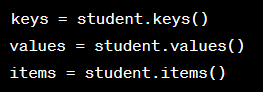 keys = student.keys()
values = student.values()
items = student.items()